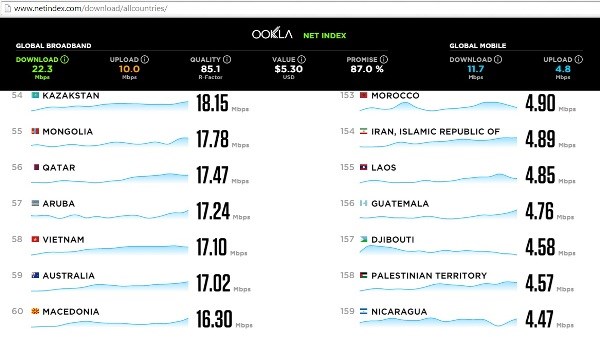 www.netindex.com/download/allcountries/
OOKLA NET INDEX
GLOBAL BROADBAND
DOWNLOAD
22.3
Mbps
UPLOAD
10.0
Mbps
QUALITY
85.1
R-Factor
VALUE
$5.30
USD
PROMISE
87.0 %
GLOBAL MOBILE
DOWNLOAD
11.7
Mbps
UPLOAD
4.8
Mbps
54 KAZAKSTAN 18.15 Mbps
55 MONGOLIA 17.78 Mbps
56 QATAR 17.47 Mbps
57 ARUBA 17.24 Mbps
58 VIETNAM 17.10 Mbps
59 AUSTRALIA 17.02 Mbps
60 MACEDONIA 16.30 Mbps
153 MOROCCO 4.90 Mbps
154 IRAN, ISLAMIC REPUBLIC OF 4.89 Mbps
155 LAOS 4.85 Mbps
156 GUATEMALA 4.76 Mbps
157 DJIBOUTI 4.58 Mbps
158 PALESTINIAN TERRITORY 4.57 Mbps
159 NICARAGUA 4.47 Mbps